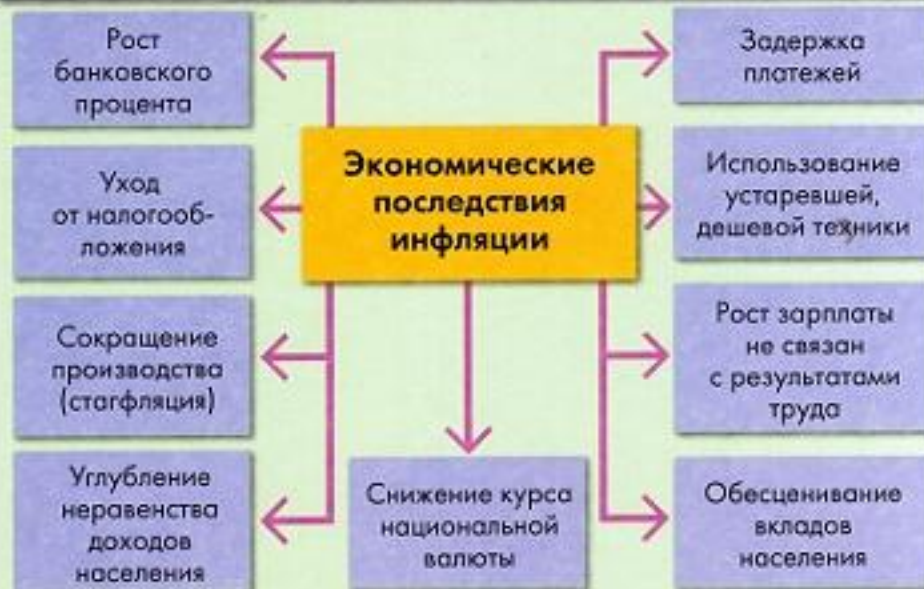 Рост
банковского
процента
Уход
от налогооб-
ложения
Сокращение
производства
(стагфляция)
Углубление
неравенства
доходов
населения
Экономические
последствия
инфляции
Снижение курса
национальной
валюты
Задержка
платежей
Использование
устаревшей,
дешевой техники
Рост зарплаты
не связан
с результатами
труда
Обесценивание
вкладов
населения